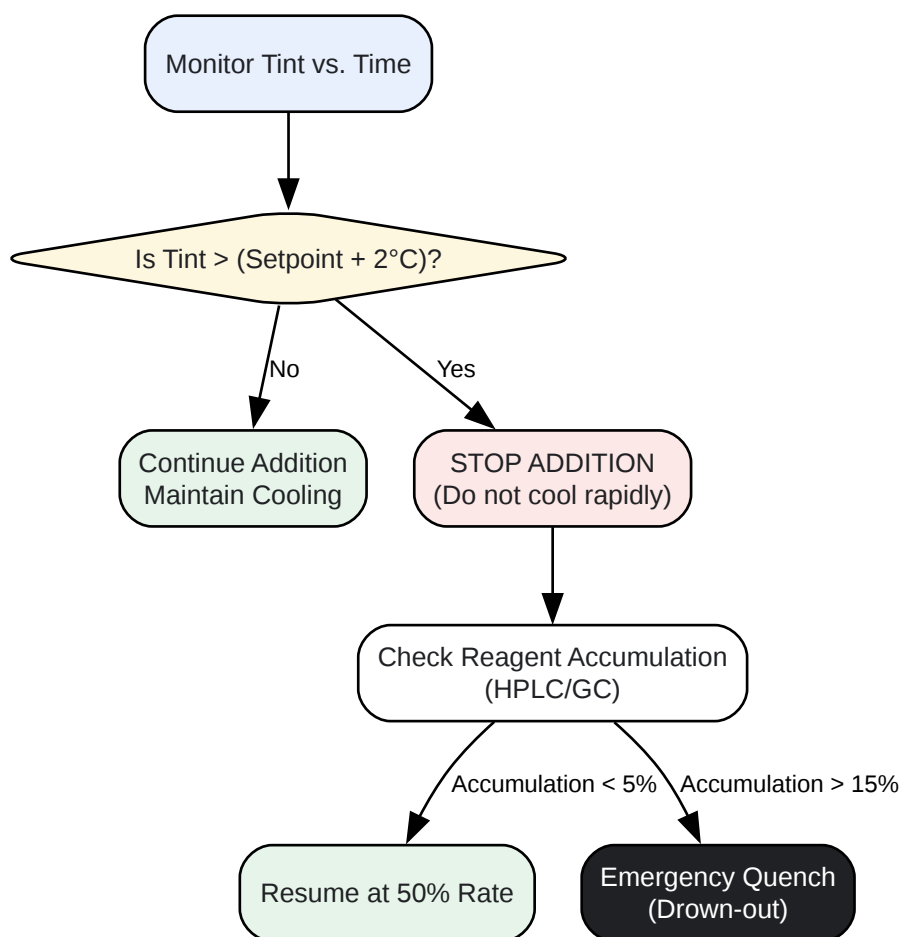 Monitor Tint vs. Time
Is Tint > (Setpoint + 2°C)?
No
Yes
Continue Addition
Maintain Cooling
STOP ADDITION
(Do not cool rapidly)
Check Reagent Accumulation
(HPLC/GC)
Accumulation < 5%
Accumulation > 15%
Resume at 50% Rate
Emergency Quench
(Drown-out)